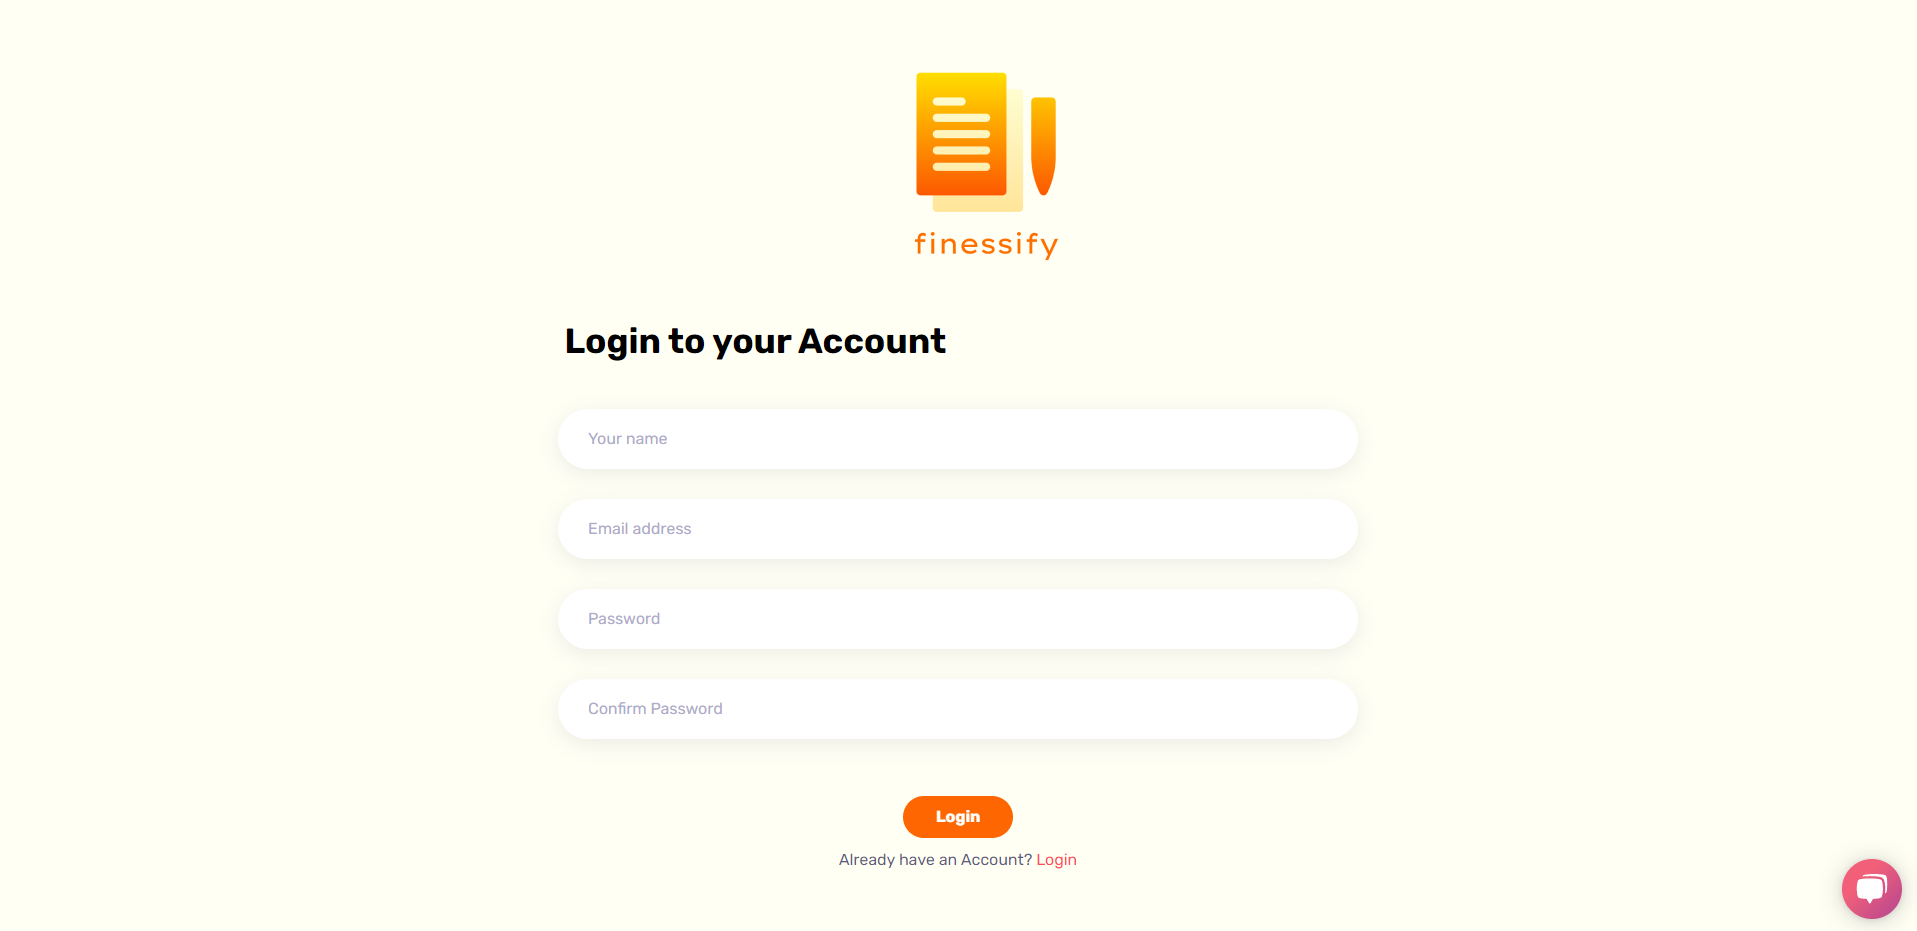 finessify
Login to your Account
Your name
Email address
Password
Confirm Password
Login
Already have an Account? Login